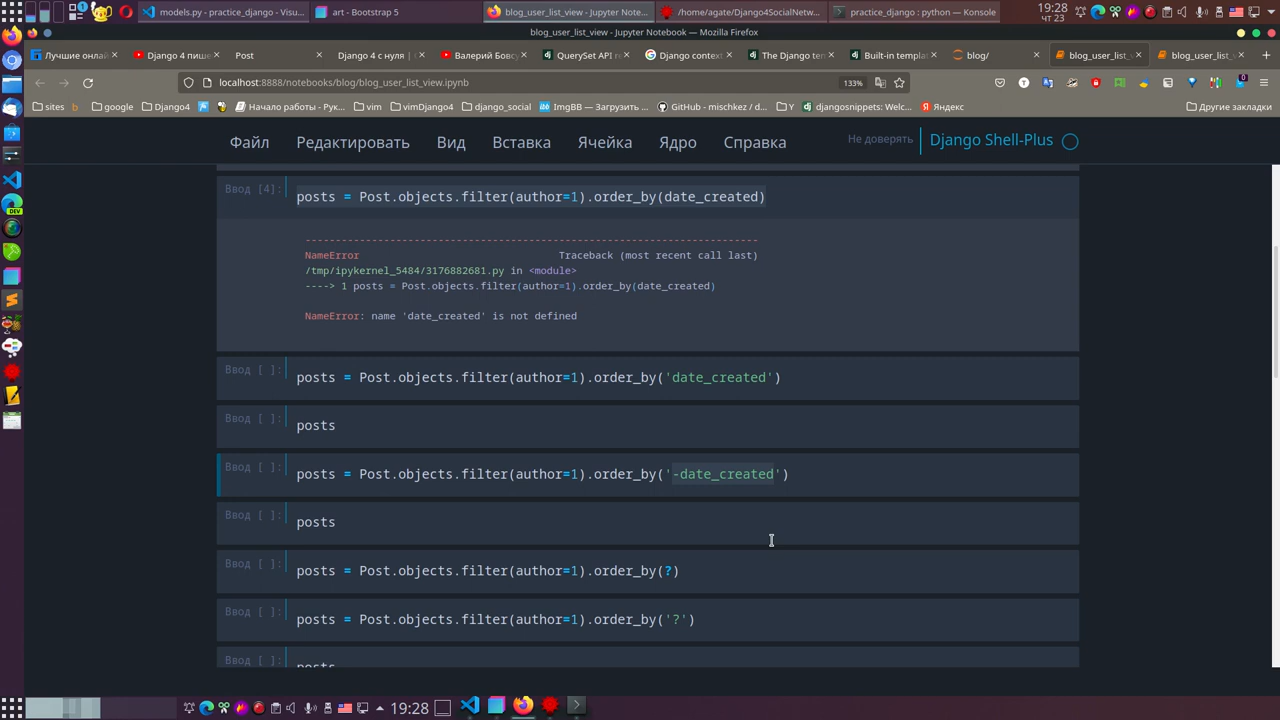 models.py - practice_django - Visu...
art - Bootstrap 5
blog_user_list_view - Jupyter Note...
/home/agate/Django4SocialNetw...
practice_django : python — Konsole
19:28
чт 23
blog_user_list_view - Jupyter Notebook — Mozilla Firefox
Лучшие онлай
Django 4 пише
Post
Django 4 с нуля (
Валерий Бовс
QuerySet API re
Django context
The Django ten
Built-in templat
blog/
blog_user_list_v
blog_user_list_v
localhost:8888/notebooks/blog/blog_user_list_view.ipynb
133%
sites
google
Django4
Начало работы - Рук...
vim
vimDjango4
django_social
ImgBB — Загрузить ...
GitHub - mischkez / d...
Y
djangosnippets: Welc...
Яндекс
Другие закладки
Файл Редактировать Вид Вставка Ячейка Ядро Справка
Не доверять
Django Shell-Plus
Ввод [4]:
posts = Post.objects.filter(author=1).order_by(date_created)
---------------------------------------------------------------------------
NameError Traceback (most recent call last)
/tmp/ipykernel_5484/3176882681.py in <module>
----> 1 posts = Post.objects.filter(author=1).order_by(date_created)
NameError: name 'date_created' is not defined
Ввод [ ]:
posts = Post.objects.filter(author=1).order_by('date_created')
Ввод [ ]:
posts
Ввод [ ]:
posts = Post.objects.filter(author=1).order_by('-date_created')
Ввод [ ]:
posts
Ввод [ ]:
posts = Post.objects.filter(author=1).order_by(?)
Ввод [ ]:
posts = Post.objects.filter(author=1).order_by('?')
Ввод [ ]:
posts
19:28